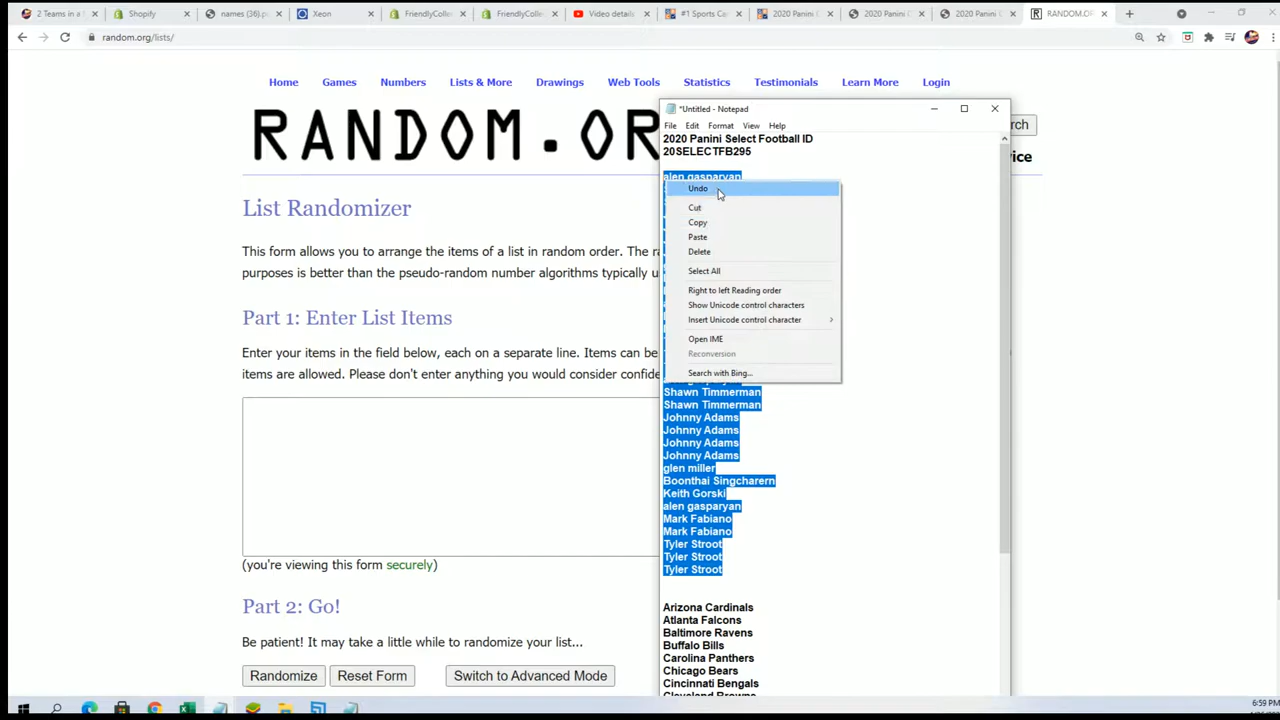 2 Teams in a
Shopify
names (36).p
Xeon
FriendlyColle
FriendlyColle
Video details
#1 Sports Ca
2020 Panini
2020 Panini C
2020 Panini C
RANDOM.OR
random.org/lists/
Home Games Numbers Lists & More Drawings Web Tools Statistics Testimonials Learn More Login
RANDOM.OR
rch
vice
List Randomizer
This form allows you to arrange the items of a list in random order. The ra
purposes is better than the pseudo-random number algorithms typically u
Part 1: Enter List Items
Enter your items in the field below, each on a separate line. Items can be
items are allowed. Please don't enter anything you would consider confide
(you're viewing this form securely)
Part 2: Go!
Be patient! It may take a little while to randomize your list...
Randomize
Reset Form
Switch to Advanced Mode
*Untitled - Notepad
File Edit Format View Help
2020 Panini Select Football ID
20SELECTFB295
alen gasparyan
Undo
Cut
Copy
Paste
Delete
Select All
Right to left Reading order
Show Unicode control characters
Insert Unicode control character
Open IME
Reconversion
Search with Bing...
Shawn Timmerman
Shawn Timmerman
Johnny Adams
Johnny Adams
Johnny Adams
Johnny Adams
glen miller
Boonthai Singcharern
Keith Gorski
alen gasparyan
Mark Fabiano
Mark Fabiano
Tyler Stroot
Tyler Stroot
Tyler Stroot
Arizona Cardinals
Atlanta Falcons
Baltimore Ravens
Buffalo Bills
Carolina Panthers
Chicago Bears
Cincinnati Bengals
Cleveland Browns
6:59 PM